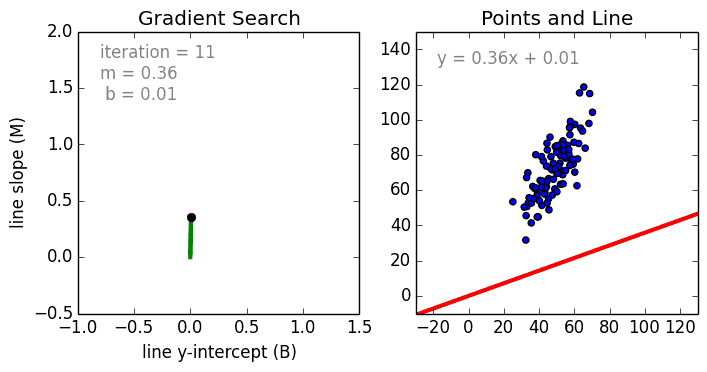 Gradient Search
2.0
1.5
1.0
0.5
0.0
−0.5
iteration = 11
m = 0.36
b = 0.01
line slope (M)
−1.0 −0.5 0.0 0.5 1.0 1.5
line y-intercept (B)
Points and Line
140
120
100
80
60
40
20
0
y = 0.36x + 0.01
−20 0 20 40 60 80 100 120